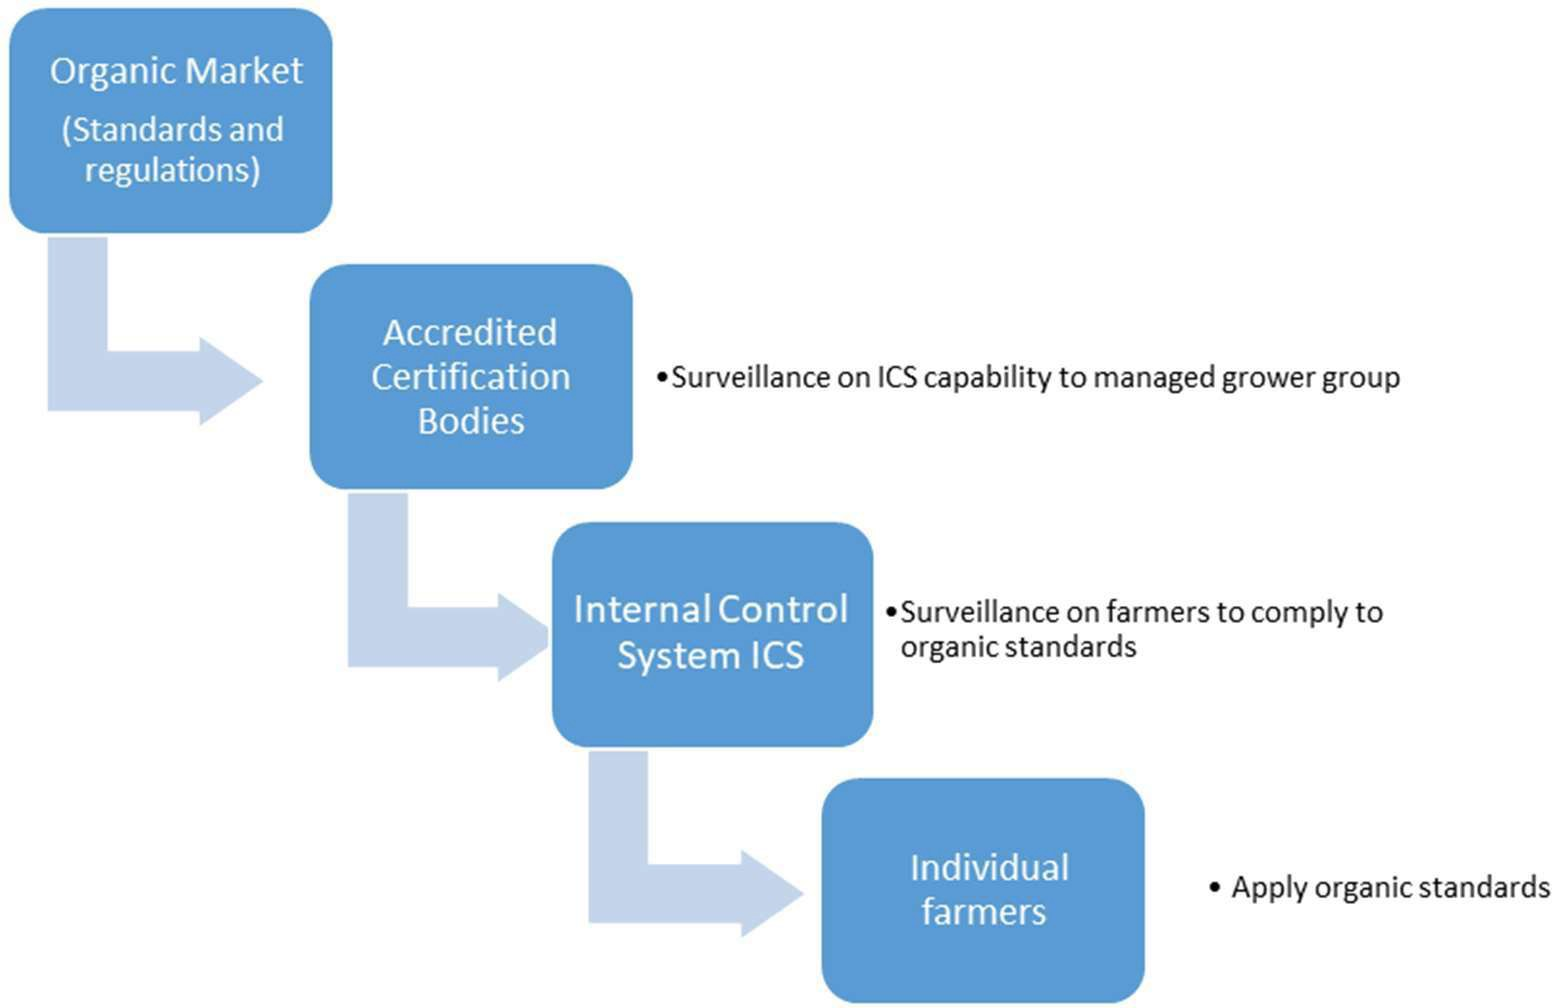 Organic Market
(Standards and
regulations)
Accredited
Certification
Bodies
•Surveillance on ICS capability to managed grower group
Internal Control
System ICS
•Surveillance on farmers to comply to
organic standards
Individual
farmers
• Apply organic standards